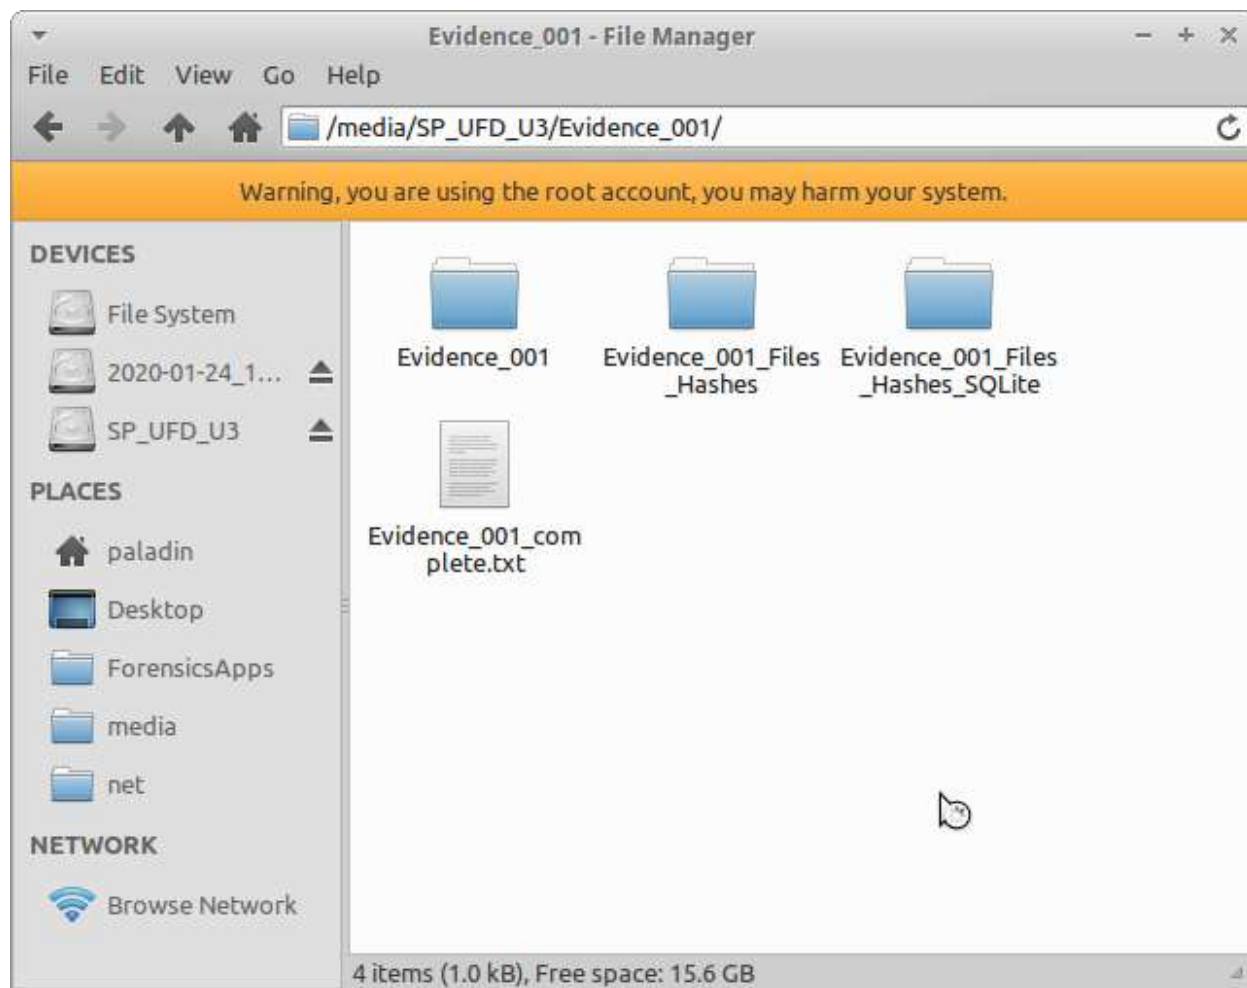 Evidence_001 - File Manager
File Edit View Go Help
/media/SP_UFD_U3/Evidence_001/
Warning, you are using the root account, you may harm your system.
DEVICES
File System
2020-01-24_1...
SP_UFD_U3
PLACES
paladin
Desktop
ForensicsApps
media
net
NETWORK
Browse Network
Evidence_001
Evidence_001_Files
_Hashes
Evidence_001_Files
_Hashes_SQLite
Evidence_001_com
plete.txt
4 items (1.0 kB), Free space: 15.6 GB